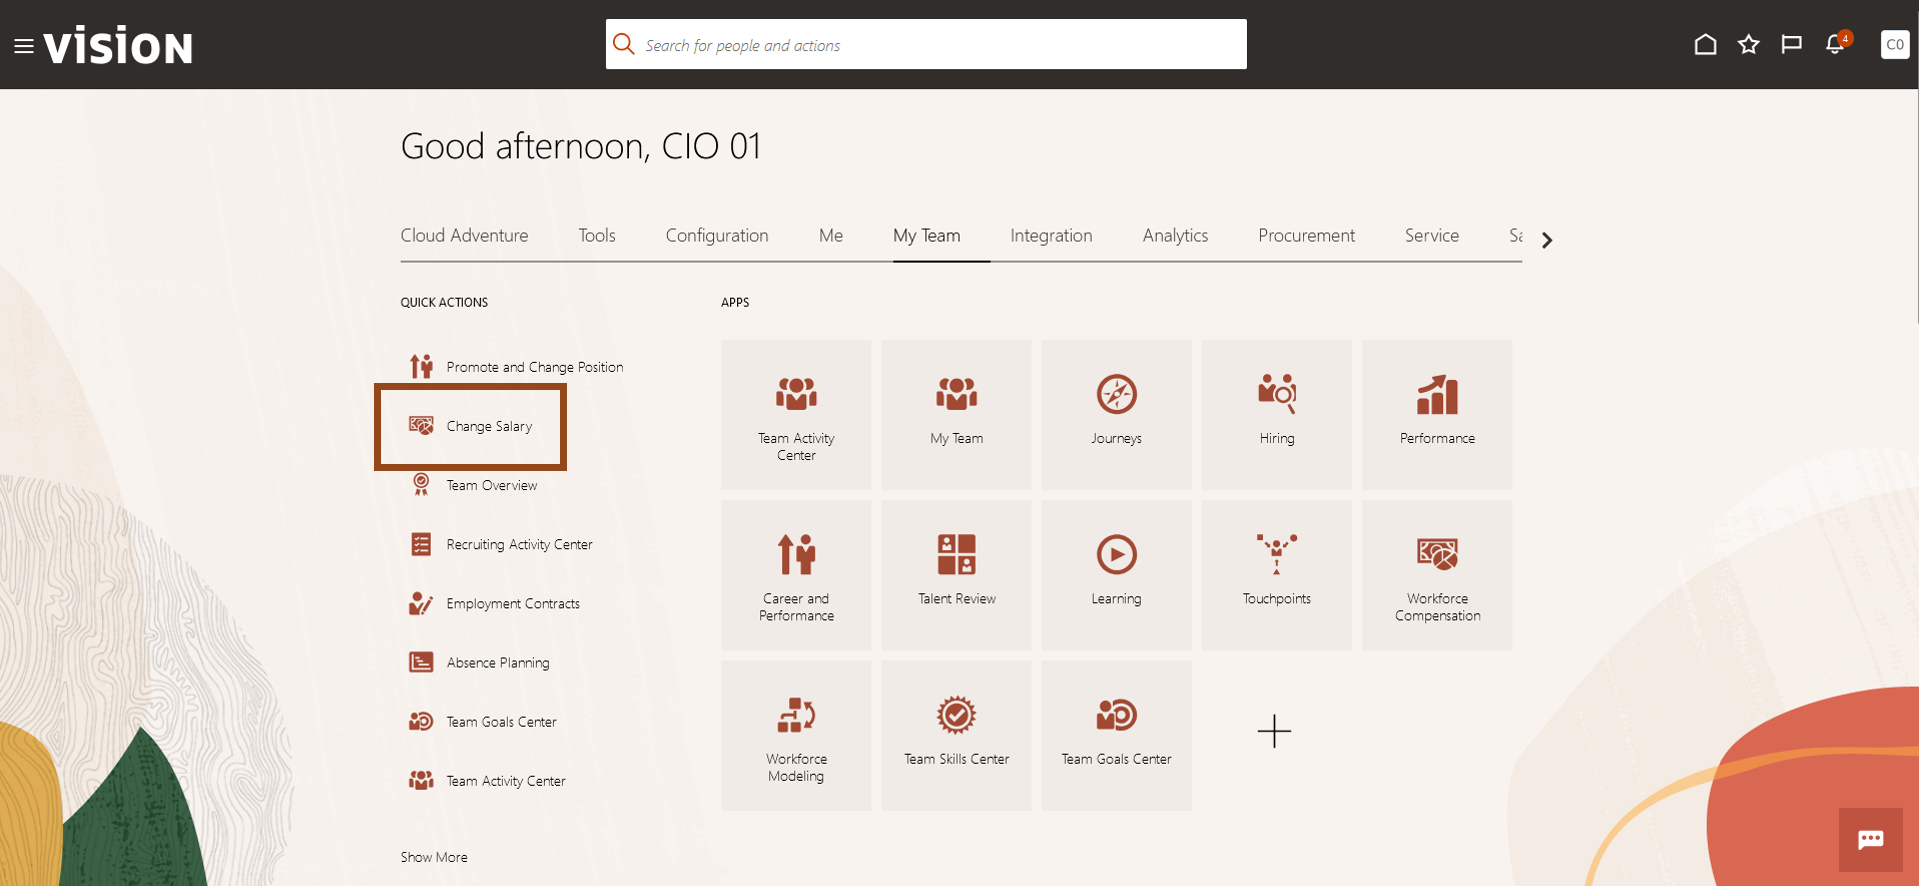 VISION
Search for people and actions
4
C0
Good afternoon, CIO 01
Cloud Adventure
Tools
Configuration
Me
My Team
Integration
Analytics
Procurement
Service
Sa
QUICK ACTIONS
Promote and Change Position
Change Salary
Team Overview
Recruiting Activity Center
Employment Contracts
Absence Planning
Team Goals Center
Team Activity Center
Show More
APPS
Team Activity
Center
My Team
Journeys
Hiring
Performance
Career and
Performance
Talent Review
Learning
Touchpoints
Workforce
Compensation
Workforce
Modeling
Team Skills Center
Team Goals Center